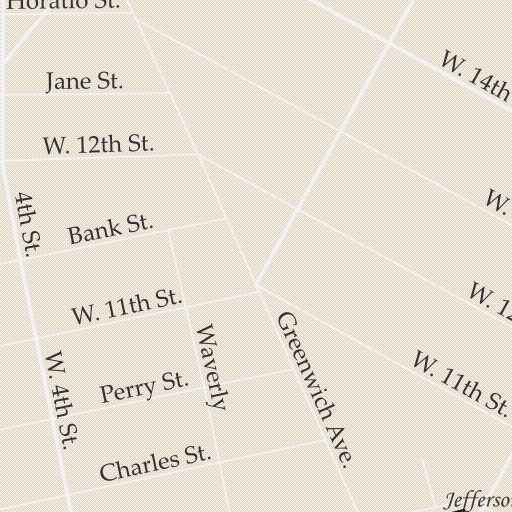 Horatio St.
W. 14th
Jane St.
W. 12th St.
4th St.
W.
Bank St.
W. 11th St.
W. 12
Greenwich Ave.
Waverly
W. 4th St.
W. 11th St.
Perry St.
Charles St.
Jefferso